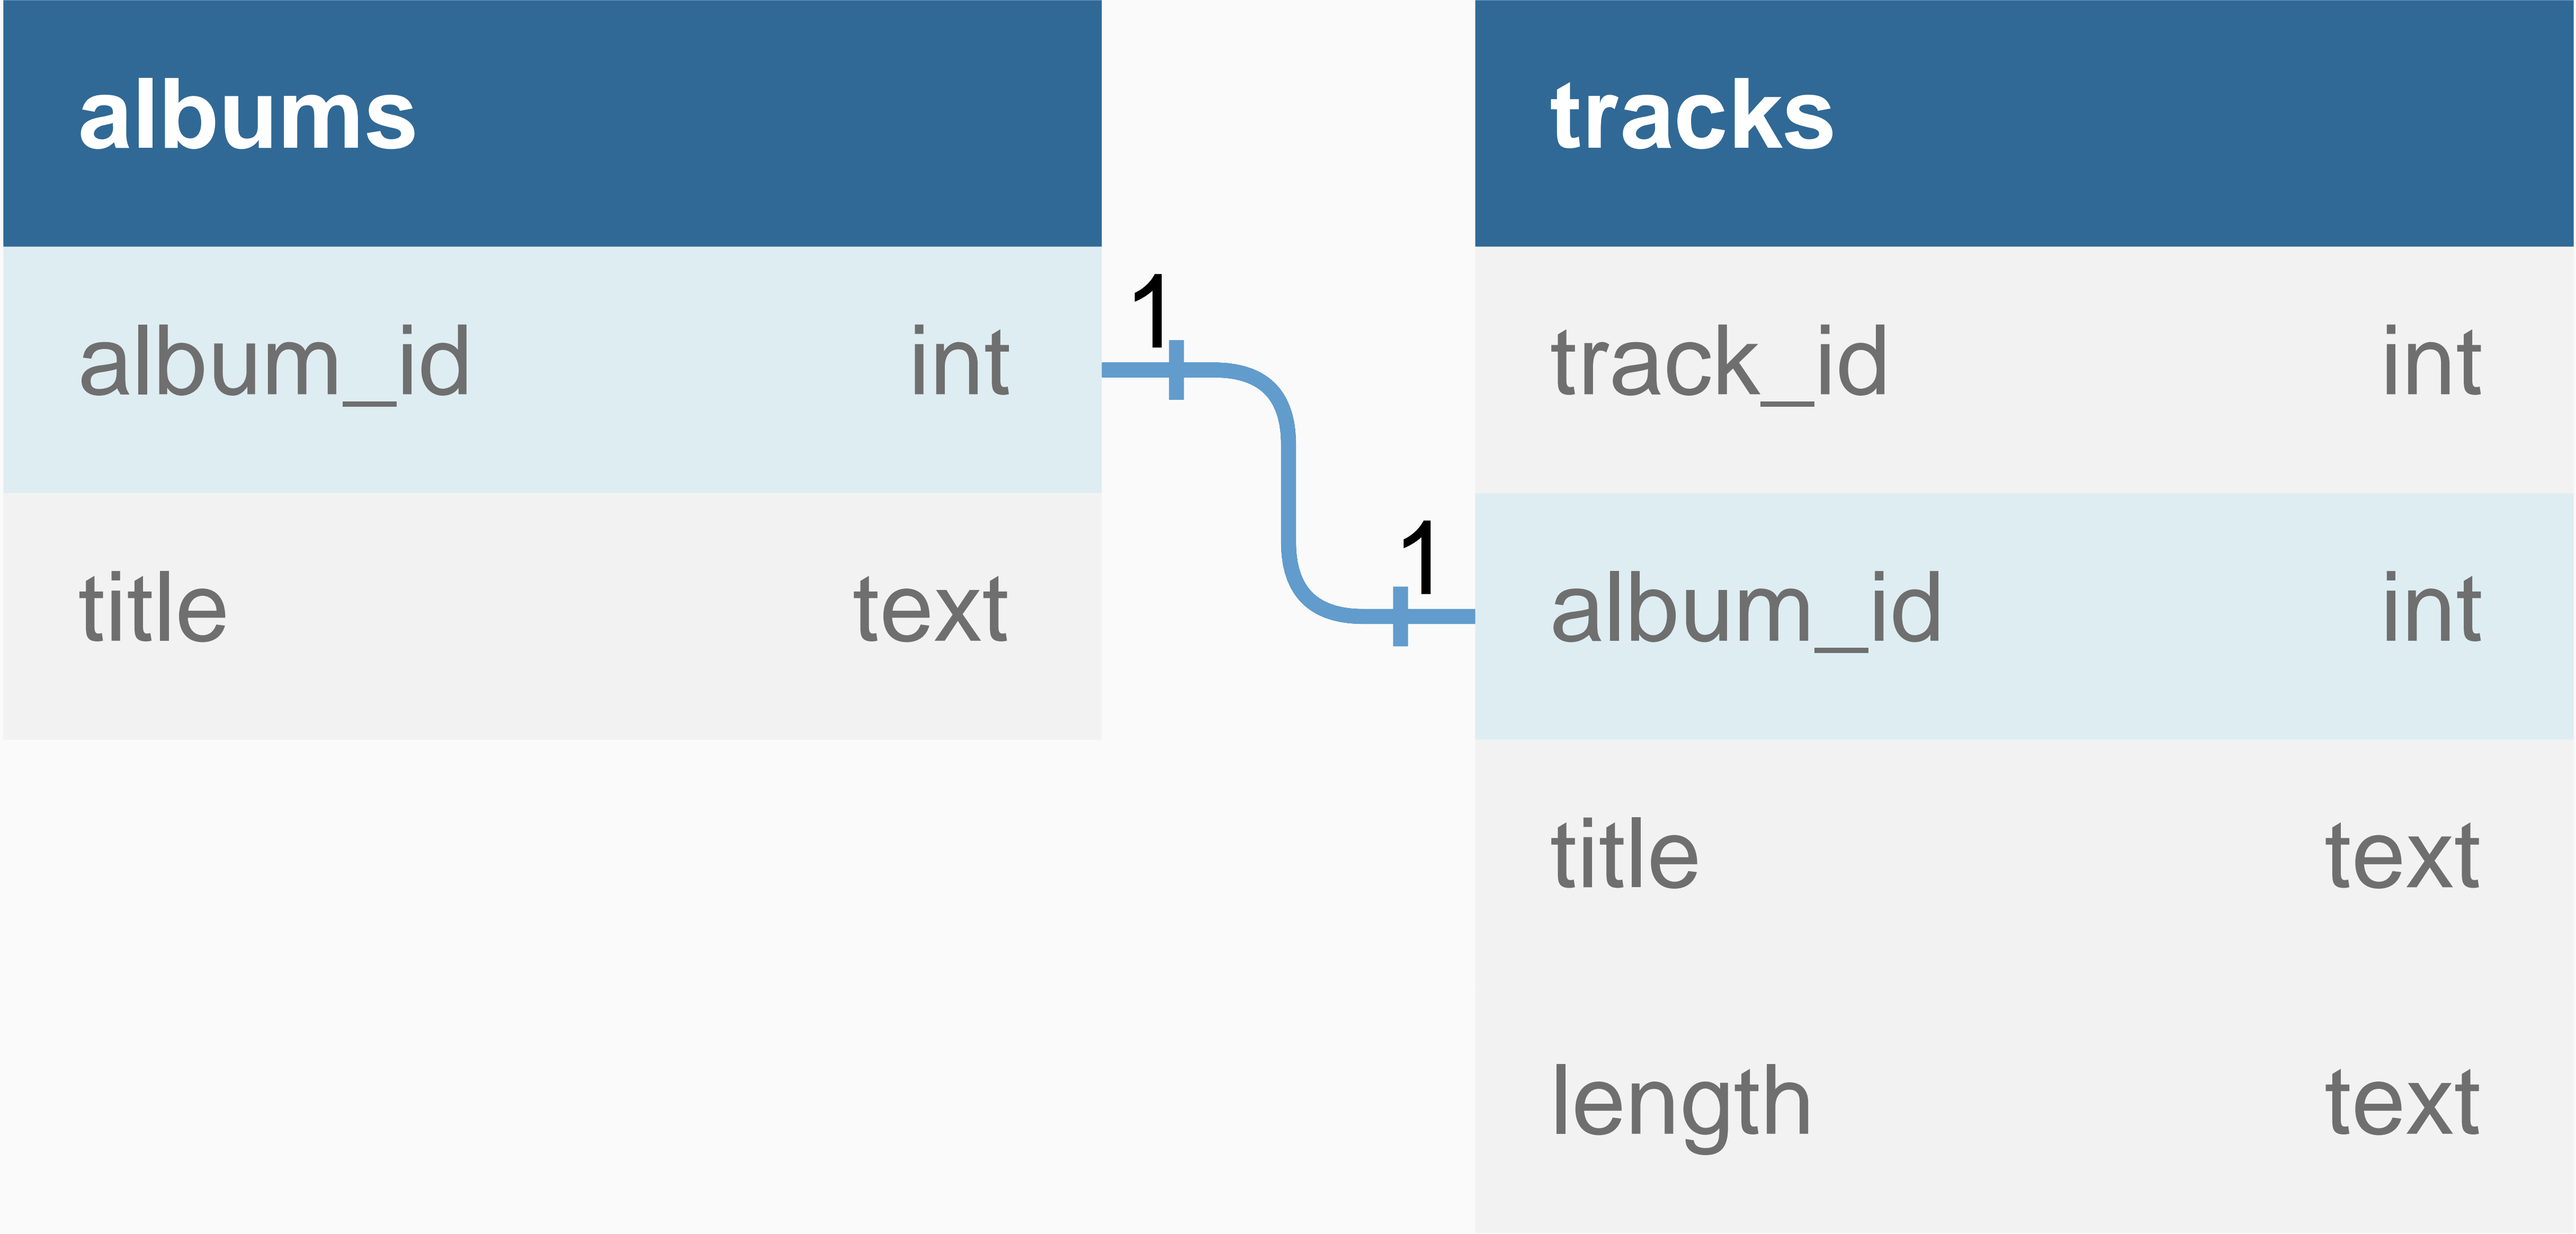 albums
album_id int
title text
1
1
tracks
track_id int
album_id int
title text
length text